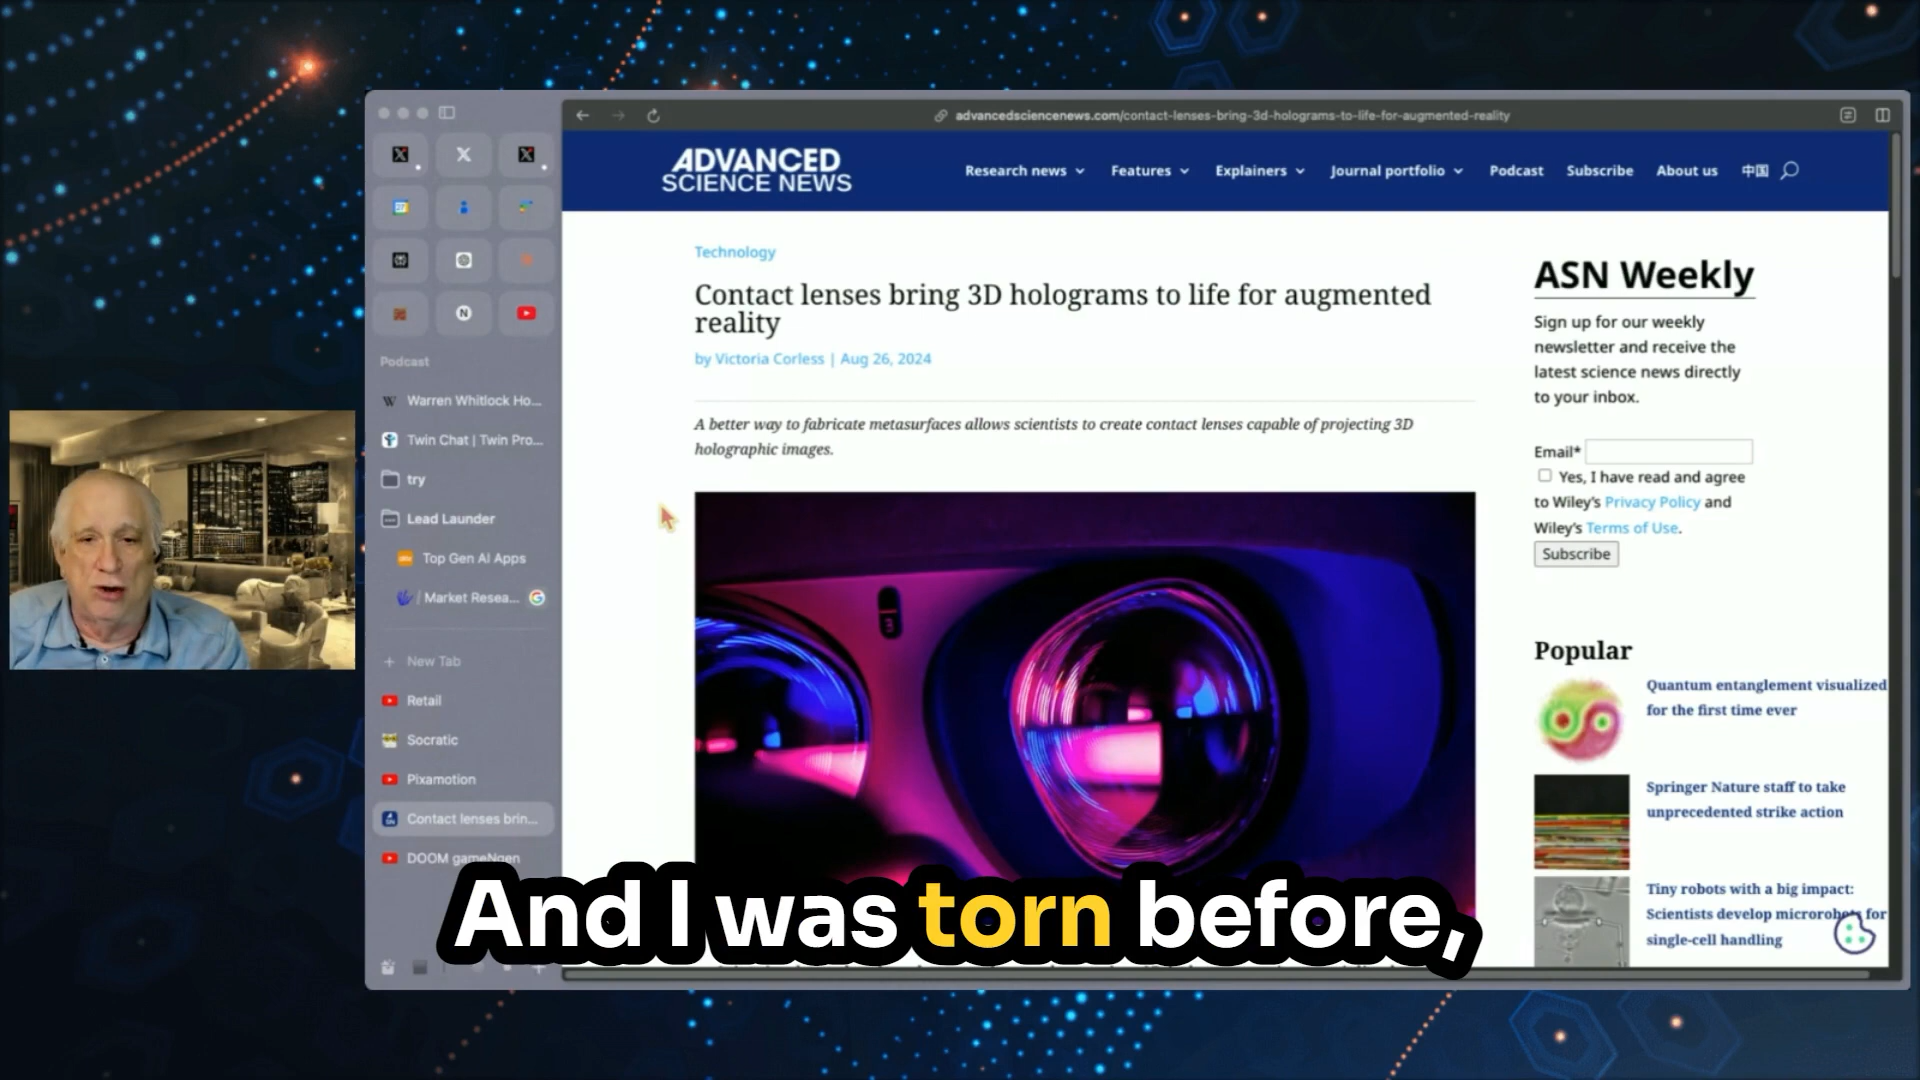 advancedsciencenews.com/contact-lenses-bring-3d-holograms-to-life-for-augmented-reality
ADVANCED
SCIENCE NEWS
Research news
Features
Explainers
Journal portfolio
Podcast
Subscribe
About us
中国
Podcast
Warren Whitlock Ho...
Twin Chat | Twin Pro...
try
Lead Launder
Top Gen AI Apps
Market Resea...
New Tab
Retail
Socratic
Pixamotion
Contact lenses brin...
DOOM gameNgen
Technology
Contact lenses bring 3D holograms to life for augmented
reality
by Victoria Corless | Aug 26, 2024
A better way to fabricate metasurfaces allows scientists to create contact lenses capable of projecting 3D
holographic images.
ASN Weekly
Sign up for our weekly
newsletter and receive the
latest science news directly
to your inbox.
Email*
Yes, I have read and agree
to Wiley's Privacy Policy and
Wiley's Terms of Use.
Subscribe
Popular
Quantum entanglement visualized
for the first time ever
Springer Nature staff to take
unprecedented strike action
Tiny robots with a big impact:
Scientists develop microrobots for
single-cell handling
And I was torn before,